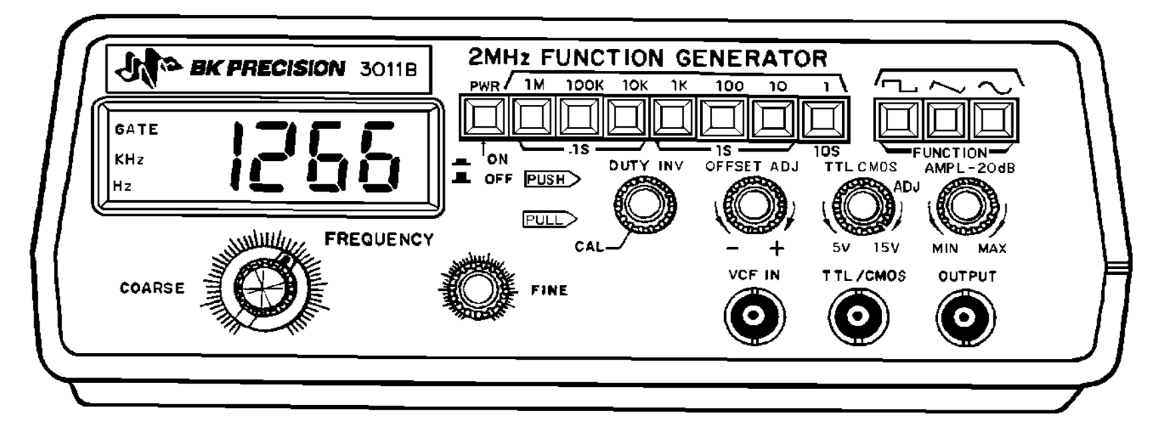 BK PRECISION 3011B
2MHz FUNCTION GENERATOR
PWR 1M 100K 10K 1K 100 10 1
GATE
KHz
Hz
1266
.1S 1S 10S
ON
OFF
FUNCTION
PUSH
PULL
DUTY INV OFFSET ADJ TTL CMOS AMPL -20dB
ADJ
CAL
- +
5V 15V
MIN MAX
FREQUENCY
COARSE
FINE
VCF IN TTL/CMOS OUTPUT